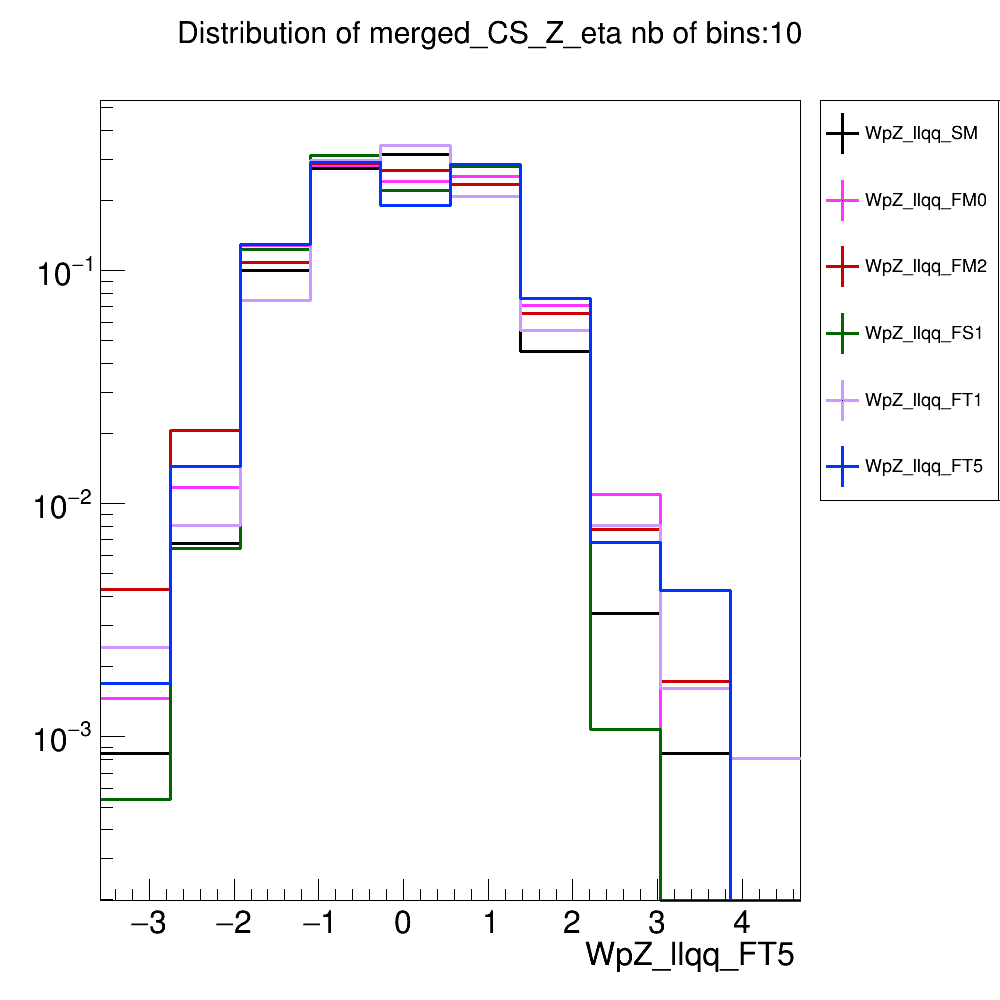 Distribution of merged_CS_Z_eta nb of bins:10
WpZ_llqq_SM
WpZ_llqq_FM0
WpZ_llqq_FM2
WpZ_llqq_FS1
WpZ_llqq_FT1
WpZ_llqq_FT5
10⁻¹
10⁻²
10⁻³
−3 −2 −1 0 1 2 3 4
WpZ_llqq_FT5